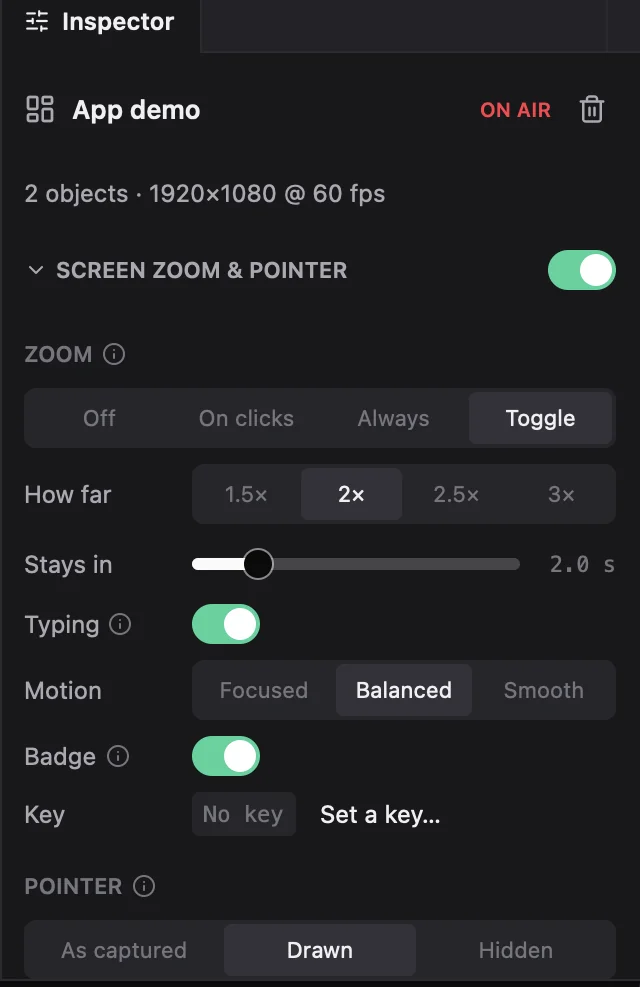 Inspector
App demo ON AIR
2 objects · 1920×1080 @ 60 fps
SCREEN ZOOM & POINTER
ZOOM
Off On clicks Always Toggle
How far 1.5× 2× 2.5× 3×
Stays in 2.0 s
Typing
Motion Focused Balanced Smooth
Badge
Key No key Set a key...
POINTER
As captured Drawn Hidden